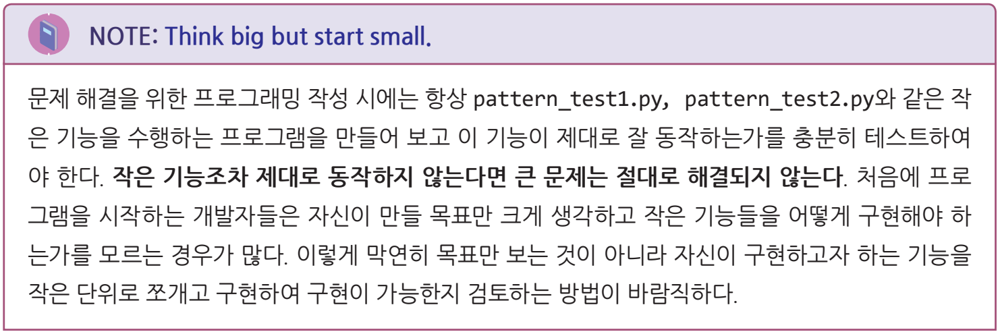 NOTE: Think big but start small.
문제 해결을 위한 프로그래밍 작성 시에는 항상 pattern_test1.py, pattern_test2.py와 같은 작
은 기능을 수행하는 프로그램을 만들어 보고 이 기능이 제대로 잘 동작하는가를 충분히 테스트하여
야 한다. 작은 기능조차 제대로 동작하지 않는다면 큰 문제는 절대로 해결되지 않는다. 처음에 프로
그램을 시작하는 개발자들은 자신이 만들 목표만 크게 생각하고 작은 기능들을 어떻게 구현해야 하
는가를 모르는 경우가 많다. 이렇게 막연히 목표만 보는 것이 아니라 자신이 구현하고자 하는 기능을
작은 단위로 쪼개고 구현하여 구현이 가능한지 검토하는 방법이 바람직하다.